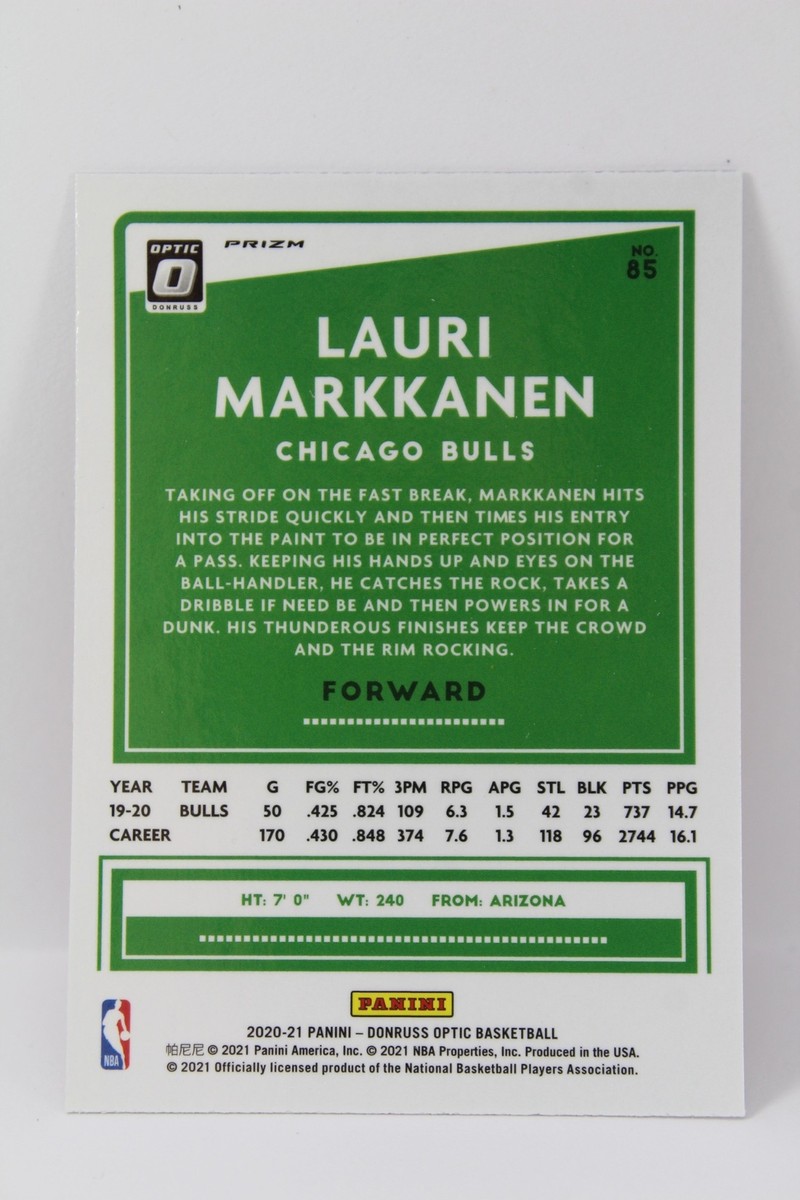 OPTIC
O
DONRUSS
PRIZM
NO.
85
LAURI
MARKKANEN
CHICAGO BULLS
TAKING OFF ON THE FAST BREAK, MARKKANEN HITS
HIS STRIDE QUICKLY AND THEN TIMES HIS ENTRY
INTO THE PAINT TO BE IN PERFECT POSITION FOR
A PASS. KEEPING HIS HANDS UP AND EYES ON THE
BALL-HANDLER, HE CATCHES THE ROCK, TAKES A
DRIBBLE IF NEED BE AND THEN POWERS IN FOR A
DUNK. HIS THUNDEROUS FINISHES KEEP THE CROWD
AND THE RIM ROCKING.
FORWARD
YEAR TEAM G FG% FT% 3PM RPG APG STL BLK PTS PPG
19-20 BULLS 50 .425 .824 109 6.3 1.5 42 23 737 14.7
CAREER 170 .430 .848 374 7.6 1.3 118 96 2744 16.1
HT: 7' 0" WT: 240 FROM: ARIZONA
PANINI
NBA
2020-21 PANINI – DONRUSS OPTIC BASKETBALL
帕尼尼 © 2021 Panini America, Inc. © 2021 NBA Properties, Inc. Produced in the USA.
© 2021 Officially licensed product of the National Basketball Players Association.